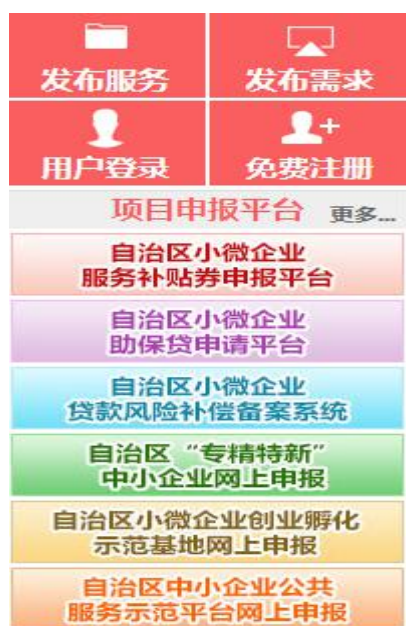 发布服务
发布需求
用户登录
免费注册
项目申报平台 更多...
自治区小微企业
服务补贴券申报平台
自治区小微企业
助保贷申请平台
自治区小微企业
贷款风险补偿备案系统
自治区“专精特新”
中小企业网上申报
自治区小微企业创业孵化
示范基地网上申报
自治区中小企业公共
服务示范平台网上申报